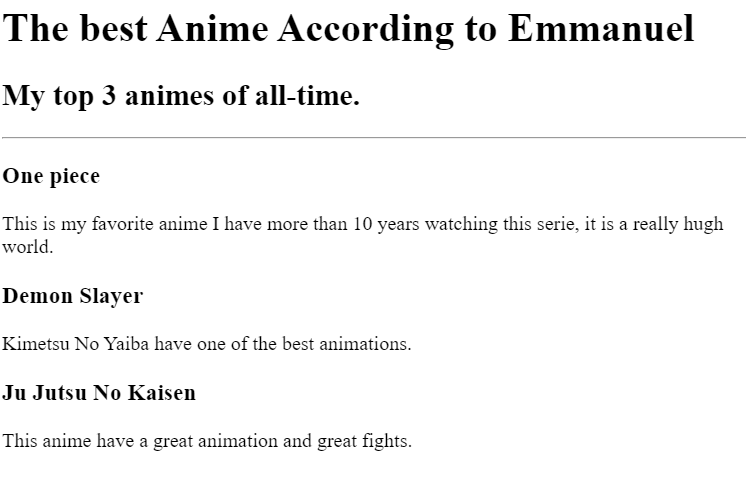 The best Anime According to Emmanuel
My top 3 animes of all-time.
One piece
This is my favorite anime I have more than 10 years watching this serie, it is a really hugh
world.
Demon Slayer
Kimetsu No Yaiba have one of the best animations.
Ju Jutsu No Kaisen
This anime have a great animation and great fights.